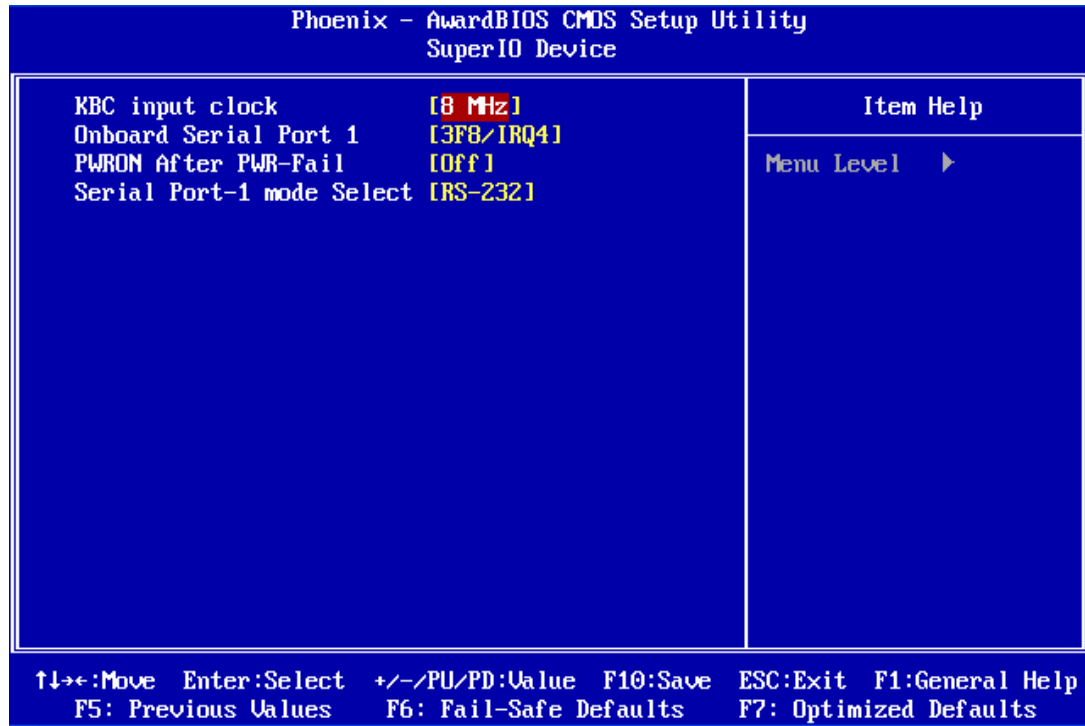 Phoenix - AwardBIOS CMOS Setup Utility
SuperIO Device
KBC input clock [8 MHz]
Onboard Serial Port 1 [3F8/IRQ4]
PWRON After PWR-Fail [Off]
Serial Port-1 mode Select [RS-232]
Item Help
Menu Level ▶
↑↓→←:Move Enter:Select +/-/PU/PD:Value F10:Save ESC:Exit F1:General Help
F5: Previous Values F6: Fail-Safe Defaults F7: Optimized Defaults